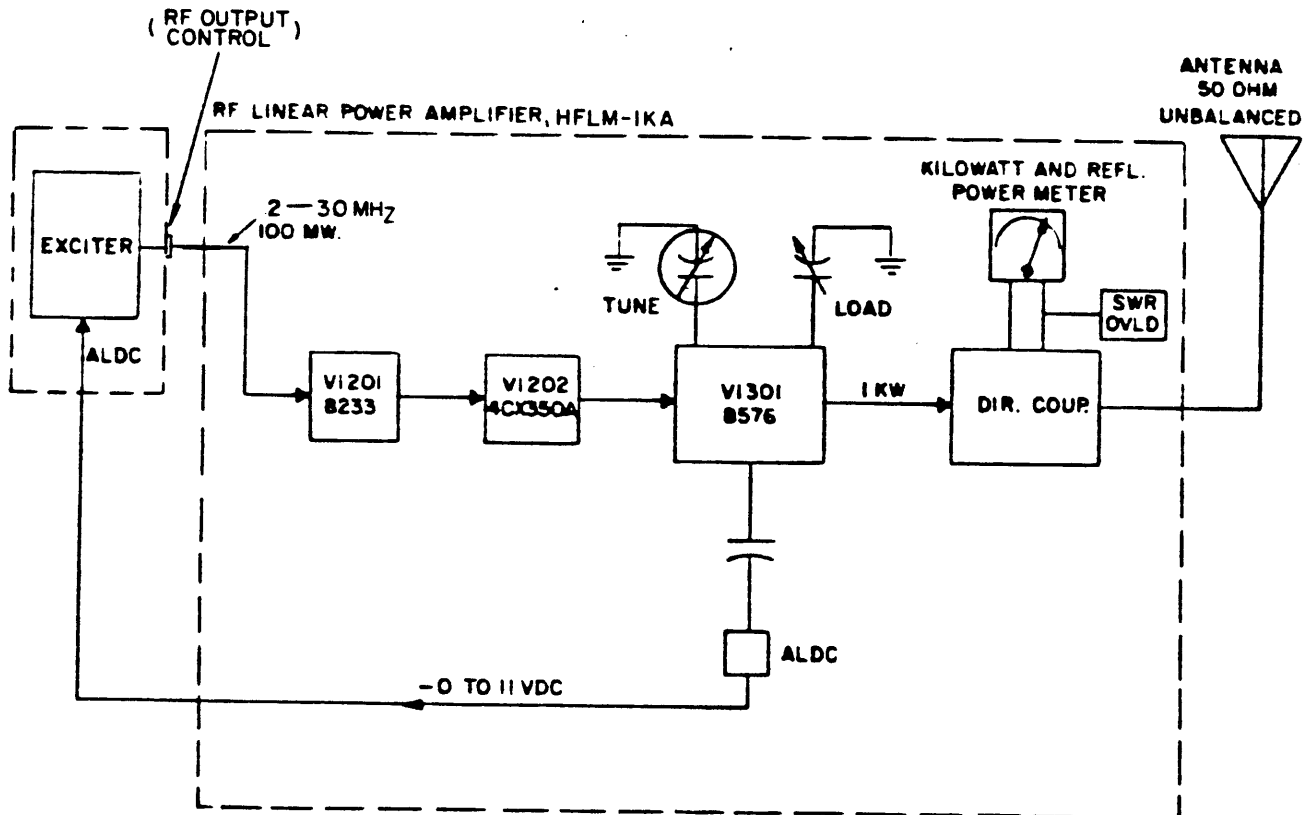 (RF OUTPUT)
CONTROL
RF LINEAR POWER AMPLIFIER, HFLM-1KA
ANTENNA
50 OHM
UNBALANCED
KILOWATT AND REFL.
POWER METER
EXCITER
2—30 MHZ
100 MW.
TUNE
LOAD
SWR
OVLD
ALDC
V1201
8233
V1202
4CX350A
V1301
8576
1 KW
DIR. COUP.
ALDC
-0 TO 11 VDC